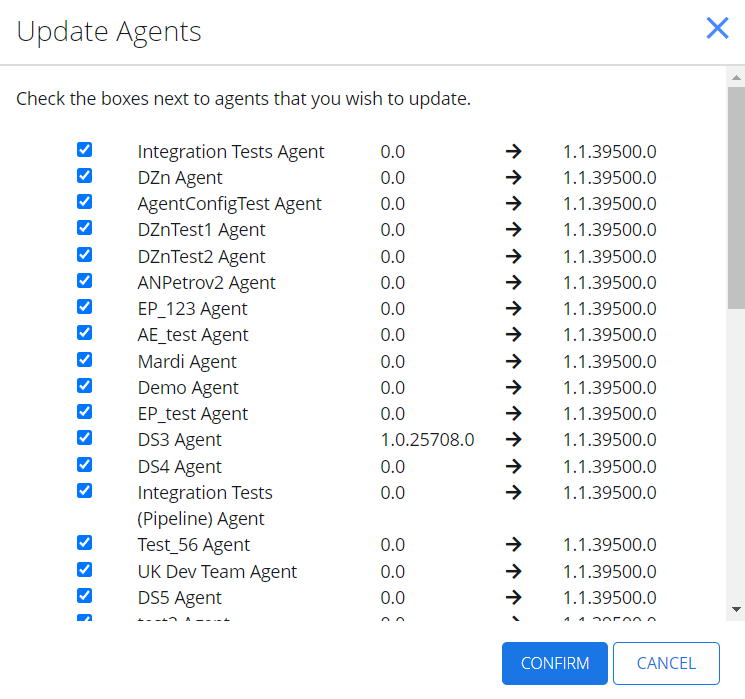 Update Agents
Check the boxes next to agents that you wish to update.
Integration Tests Agent 0.0 → 1.1.39500.0
DZn Agent 0.0 → 1.1.39500.0
AgentConfigTest Agent 0.0 → 1.1.39500.0
DZnTest1 Agent 0.0 → 1.1.39500.0
DZnTest2 Agent 0.0 → 1.1.39500.0
ANPetrov2 Agent 0.0 → 1.1.39500.0
EP_123 Agent 0.0 → 1.1.39500.0
AE_test Agent 0.0 → 1.1.39500.0
Mardi Agent 0.0 → 1.1.39500.0
Demo Agent 0.0 → 1.1.39500.0
EP_test Agent 0.0 → 1.1.39500.0
DS3 Agent 1.0.25708.0 → 1.1.39500.0
DS4 Agent 0.0 → 1.1.39500.0
Integration Tests 0.0 → 1.1.39500.0
(Pipeline) Agent
Test_56 Agent 0.0 → 1.1.39500.0
UK Dev Team Agent 0.0 → 1.1.39500.0
DS5 Agent 0.0 → 1.1.39500.0
CONFIRM CANCEL